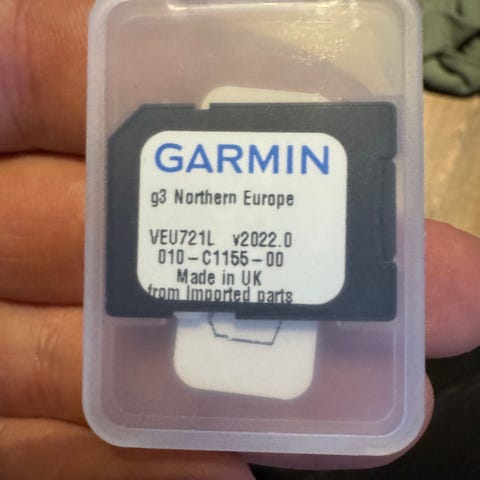 GARMIN
g3 Northern Europe
VEU721L v2022.0
010-C1155-00
Made in UK
from Imported parts